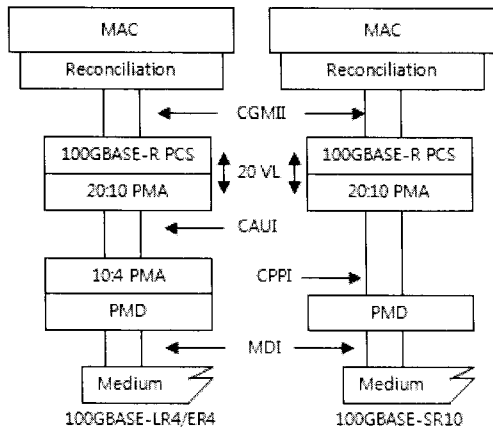 MAC
MAC
Reconciliation
Reconciliation
CGMII
100GBASE-R PCS
100GBASE-R PCS
20 VL
20:10 PMA
20:10 PMA
CAUI
10:4 PMA
CPPI
PMD
PMD
MDI
Medium
Medium
100GBASE-LR4/ER4
100GBASE-SR10